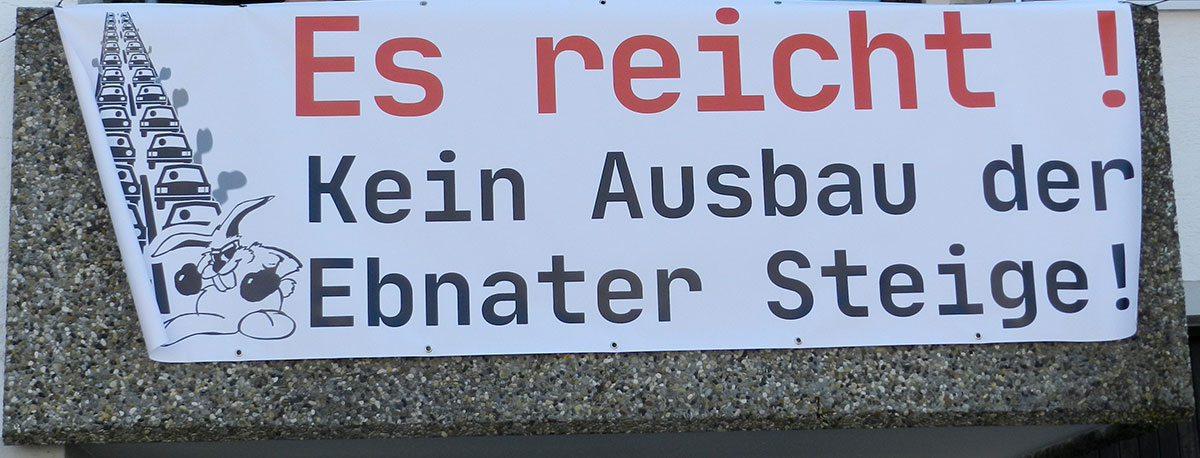 Es reicht !
Kein Ausbau der
Ebnater Steige!